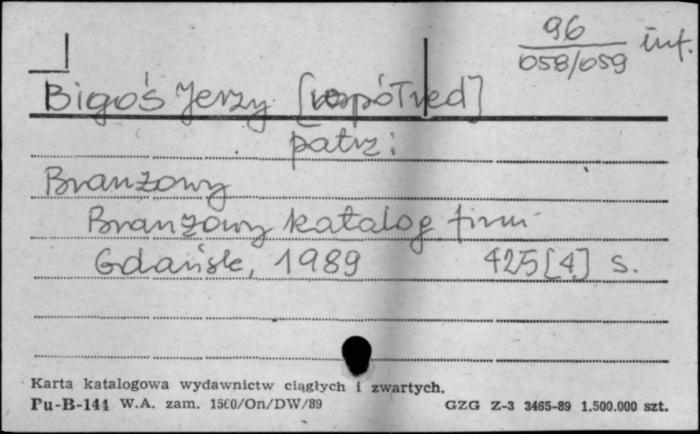 96
058/059 inf.
Bigoś Jerzy [współred]
patrz:
Branżowy
Branżowy katalog firm
Gdańsk, 1989 425[4] s.
Karta katalogowa wydawnictw ciągłych i zwartych.
Pu-B-144 W.A. zam. 1560/On/DW/89 GZG Z-3 3465-89 1.500.000 szt.